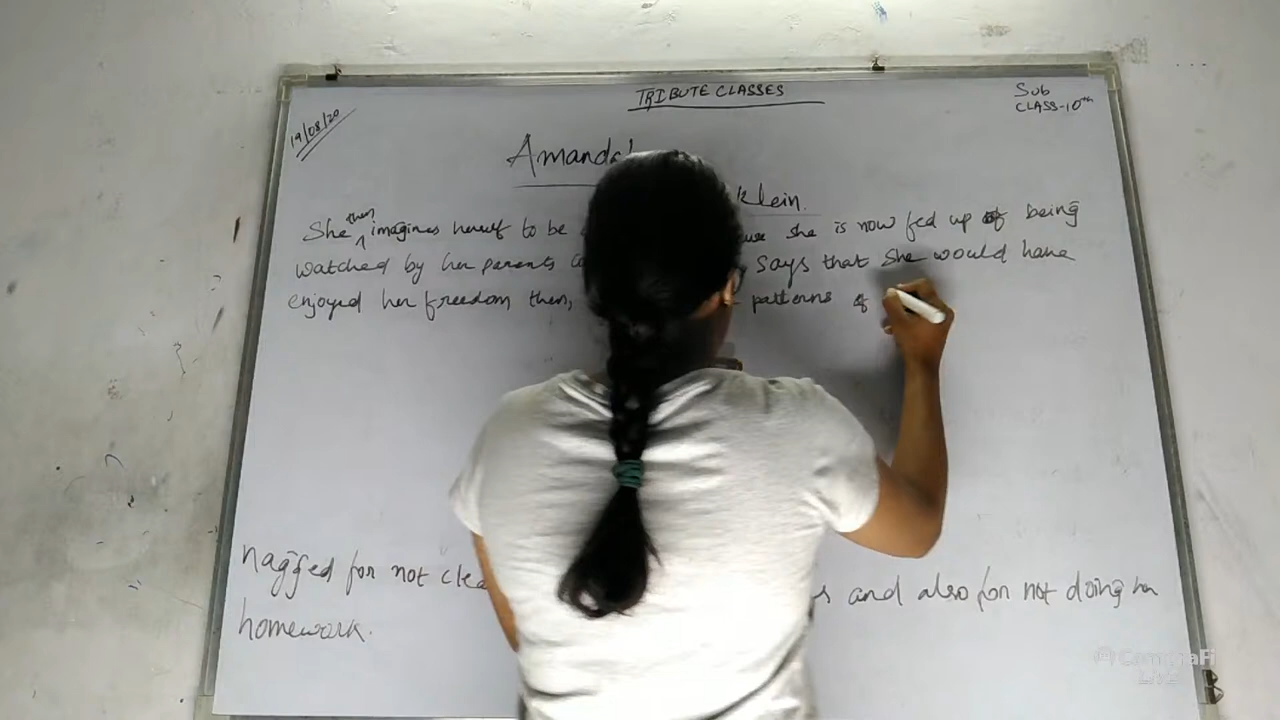 TRIBUTE CLASSES
Sub
CLASS-10th
19/08/20
Klein.
She then imagines herself to be she is now fed up of being
watched by her parents says that she would have
enjoyed her freedom then, patterns of
nagged for not and also for not doing her
homework.